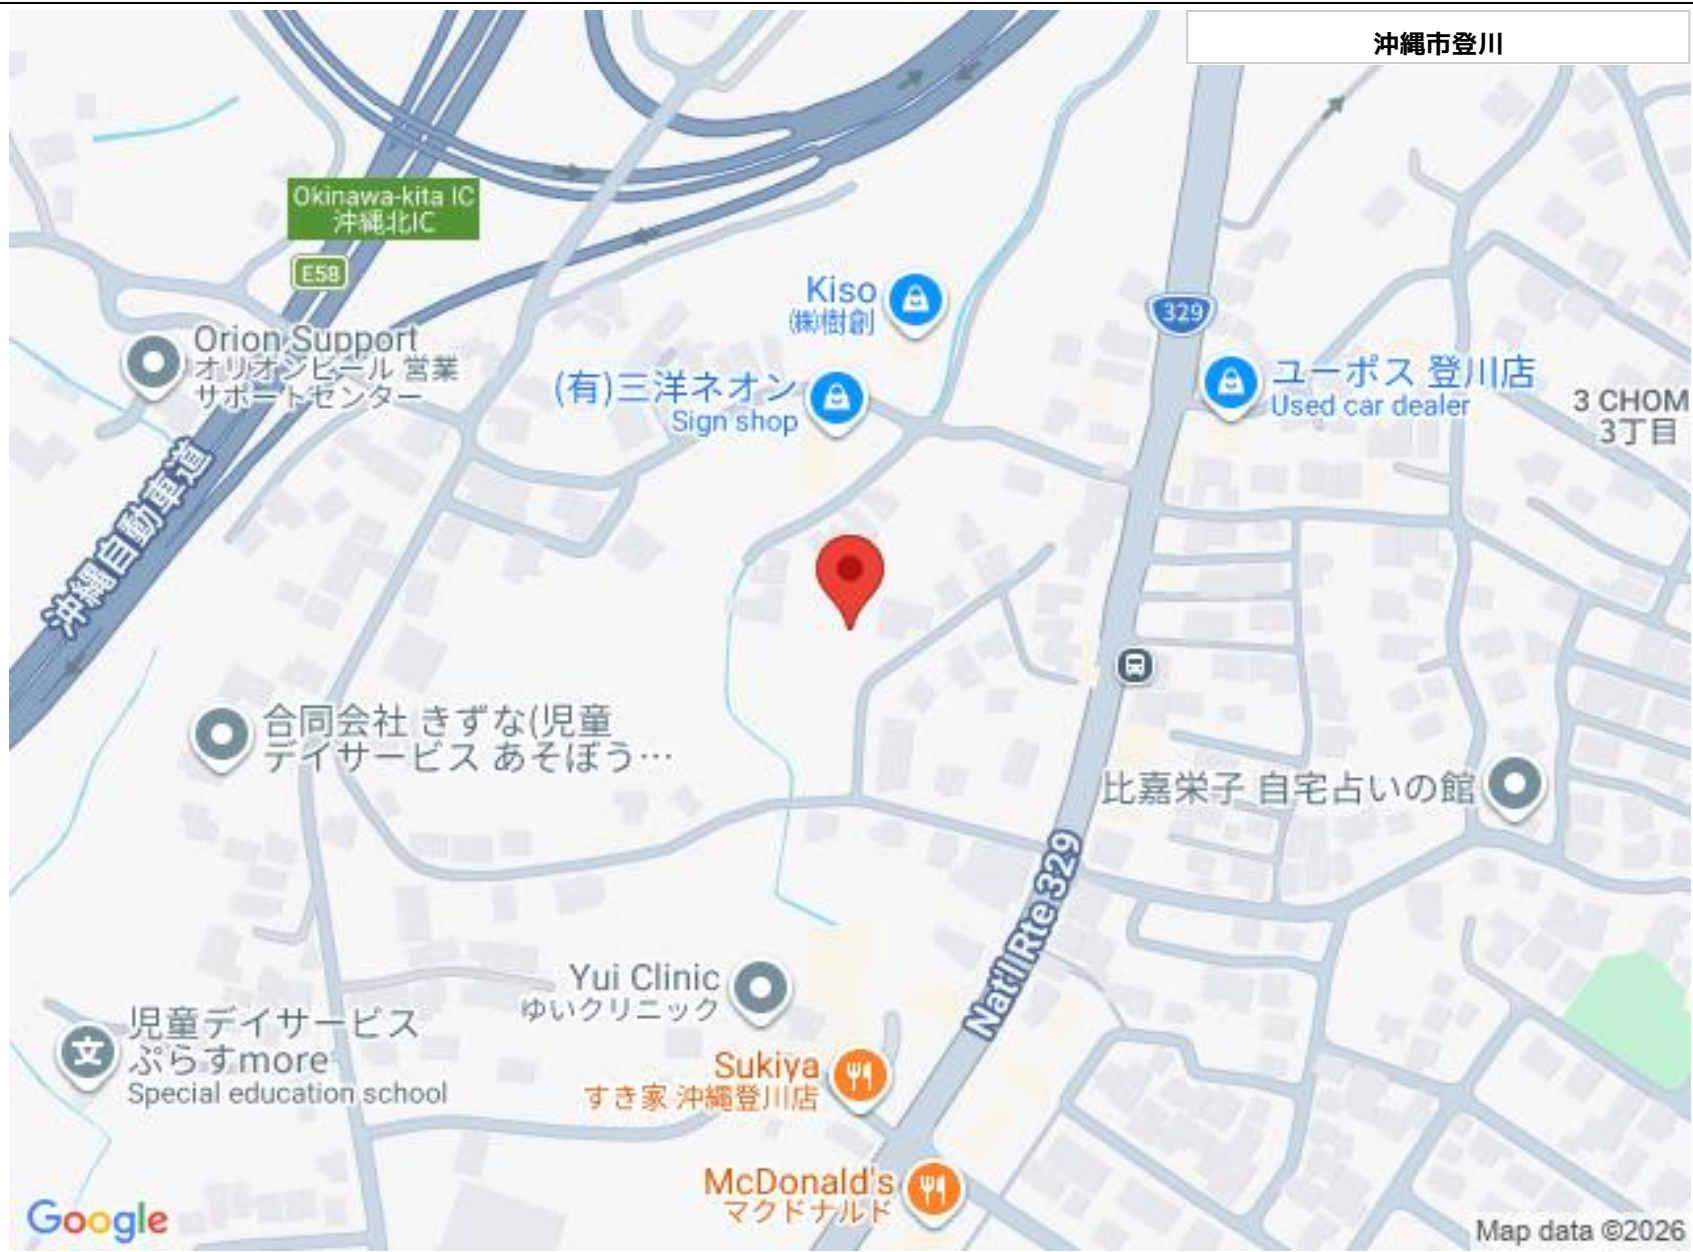 沖縄市登川
Okinawa-kita IC
沖縄北IC
E58
Kiso
㈱樹創
329
Orion Support
オリオンビール 営業
サポートセンター
(有)三洋ネオン
Sign shop
ユーポス 登川店
Used car dealer
3 CHOM
3丁目
沖縄自動車道
合同会社 きずな(児童
デイサービス あそぼう…
比嘉栄子 自宅占いの館
Nat'l Rte 329
Yui Clinic
ゆいクリニック
児童デイサービス
ぷらすmore
Special education school
Sukiya
すき家 沖縄登川店
McDonald's
マクドナルド
Google
Map data ©2026